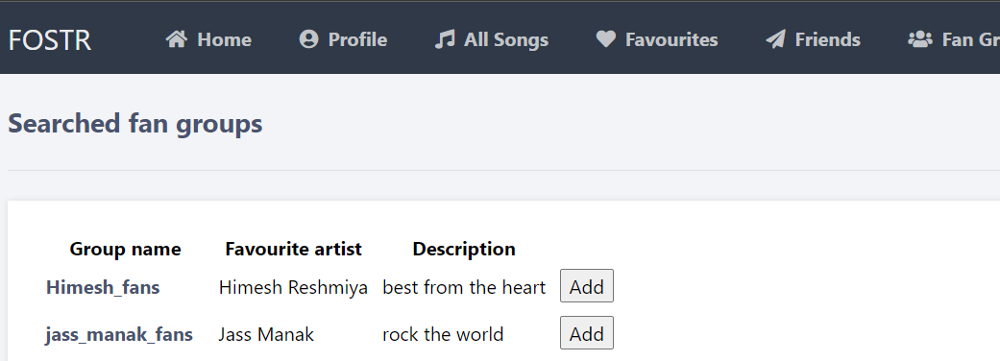 FOSTR Home Profile All Songs Favourites Friends Fan Gr
Searched fan groups
Group name Favourite artist Description
Himesh_fans Himesh Reshmiya best from the heart Add
jass_manak_fans Jass Manak rock the world Add